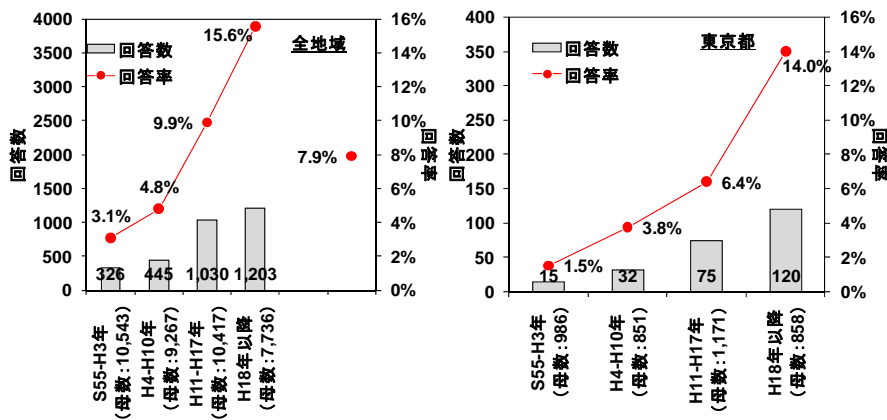 全地域
回答数
回答率
4000
3500
3000
2500
2000
1500
1000
500
0
16%
14%
12%
10%
8%
6%
4%
2%
0%
回答数
回答率
3.1%
4.8%
9.9%
15.6%
7.9%
326
445
1,030
1,203
S55-H3年
(母数:10,543)
H4-H10年
(母数:9,267)
H11-H17年
(母数:10,417)
H18年以降
(母数:7,736)
東京都
回答数
回答率
400
350
300
250
200
150
100
50
0
16%
14%
12%
10%
8%
6%
4%
2%
0%
回答数
回答率
1.5%
3.8%
6.4%
14.0%
15
32
75
120
S55-H3年
(母数:986)
H4-H10年
(母数:851)
H11-H17年
(母数:1,171)
H18年以降
(母数:858)